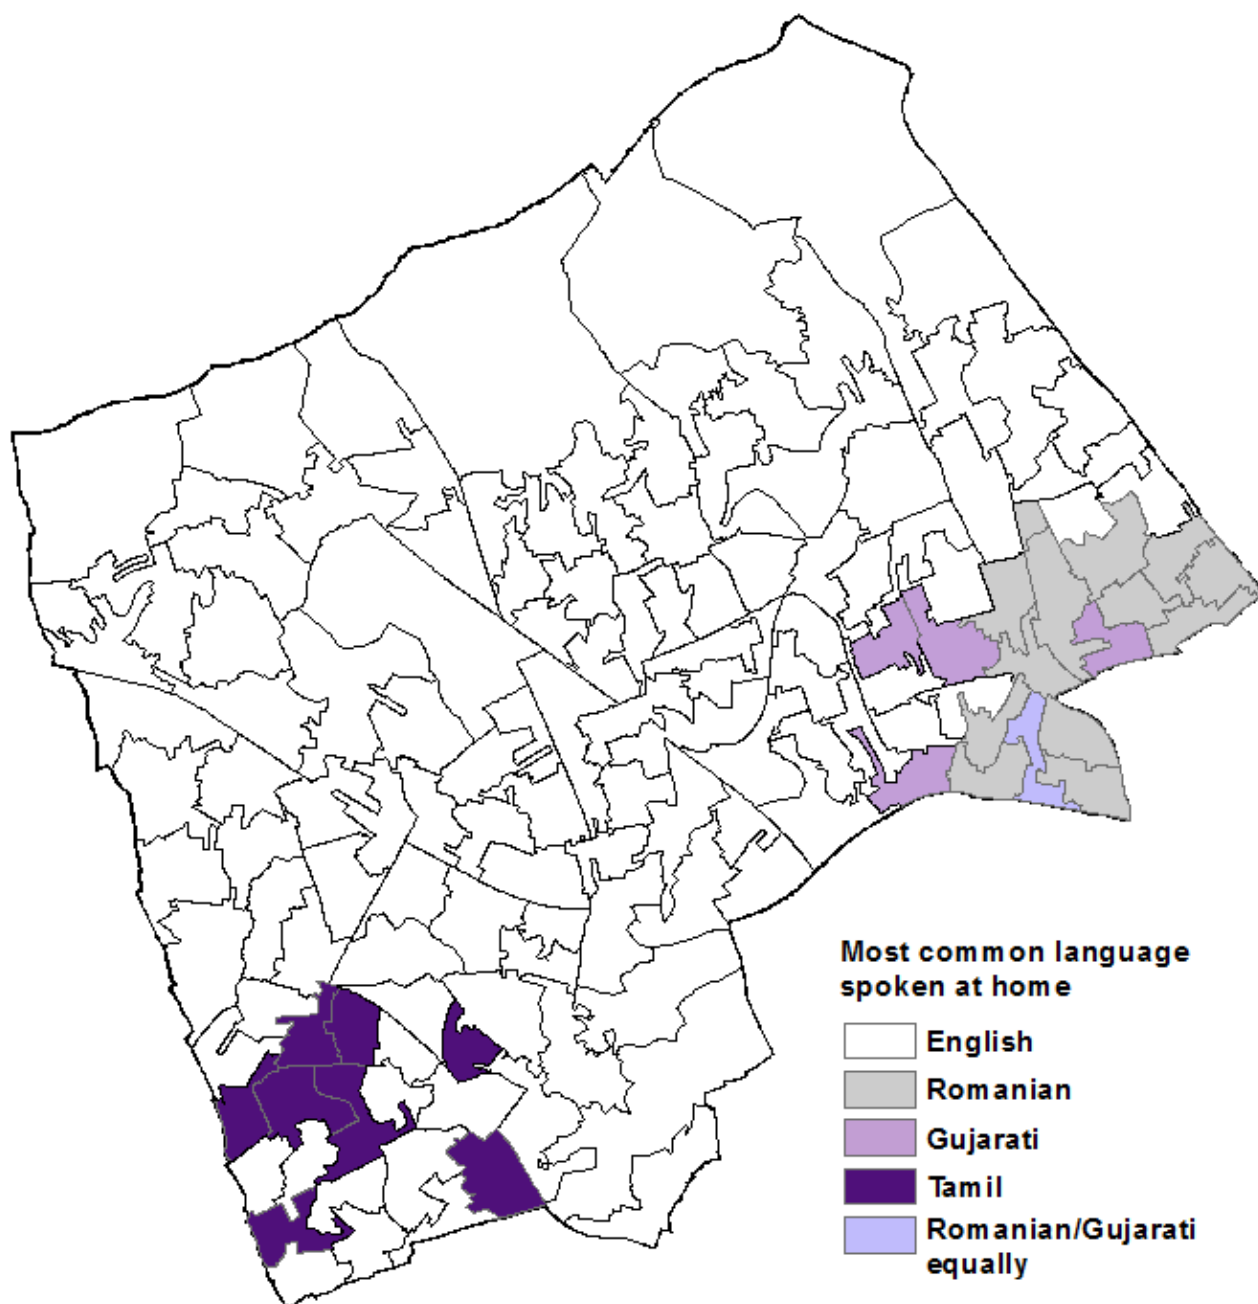 Most common language
spoken at home
English
Romanian
Gujarati
Tamil
Romanian/Gujarati
equally